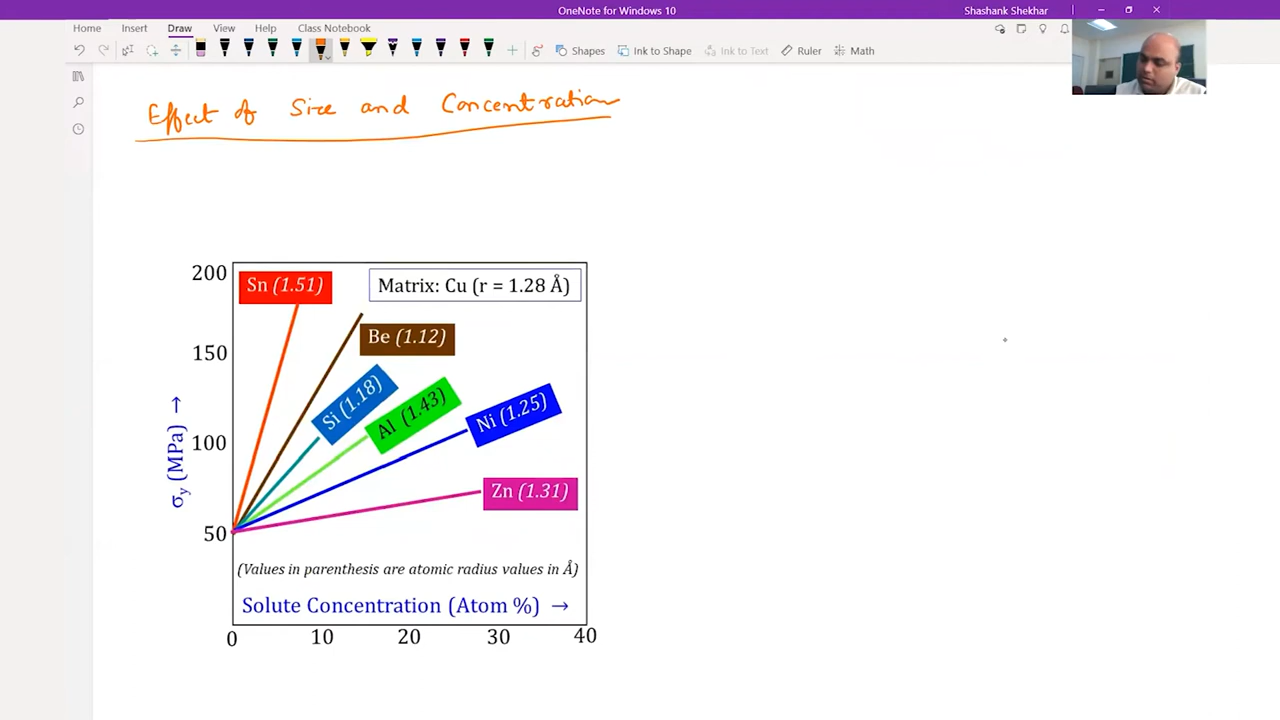 OneNote for Windows 10
Shashank Shekhar
Home Insert Draw View Help Class Notebook
Shapes Ink to Shape Ink to Text Ruler Math
Effect of Size and Concentration
200
Sn (1.51)
Matrix: Cu (r = 1.28 Å)
Be (1.12)
150
Si (1.18)
Al (1.43)
Ni (1.25)
100
σy (MPa) →
Zn (1.31)
50
(Values in parenthesis are atomic radius values in Å)
Solute Concentration (Atom %) →
0 10 20 30 40